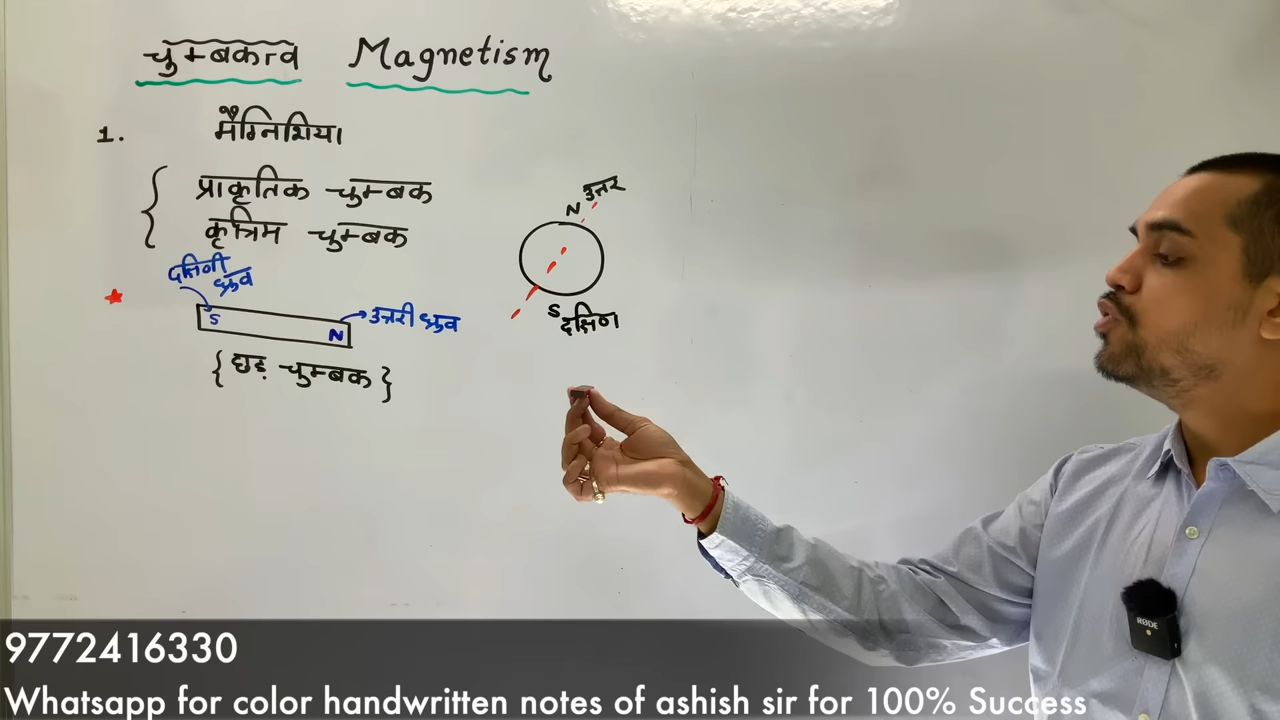 चुम्बकत्व Magnetism
1. मैग्निशिया
प्राकृतिक चुम्बक
कृत्रिम चुम्बक
दक्षिणी
ध्रुव
S
N
उत्तरी ध्रुव
{ छड़ चुम्बक }
N उत्तर
S
दक्षिण
RØDE
9772416330
Whatsapp for color handwritten notes of ashish sir for 100% Success